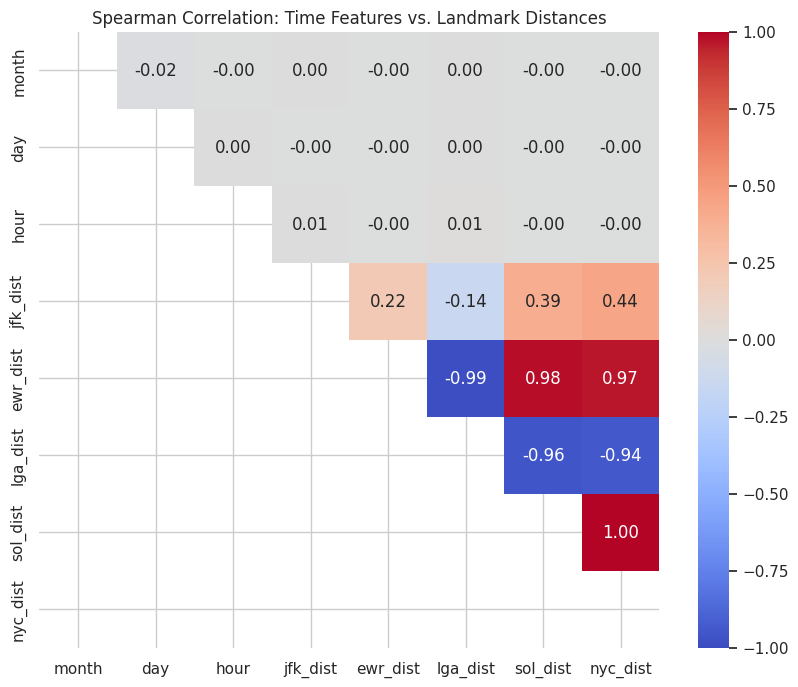 Spearman Correlation: Time Features vs. Landmark Distances
month -0.02 -0.00 0.00 -0.00 0.00 -0.00 -0.00
day 0.00 -0.00 -0.00 0.00 -0.00 -0.00
hour 0.01 -0.00 0.01 -0.00 -0.00
jfk_dist 0.22 -0.14 0.39 0.44
ewr_dist -0.99 0.98 0.97
lga_dist -0.96 -0.94
sol_dist 1.00
nyc_dist
month day hour jfk_dist ewr_dist lga_dist sol_dist nyc_dist
1.00
0.75
0.50
0.25
0.00
−0.25
−0.50
−0.75
−1.00